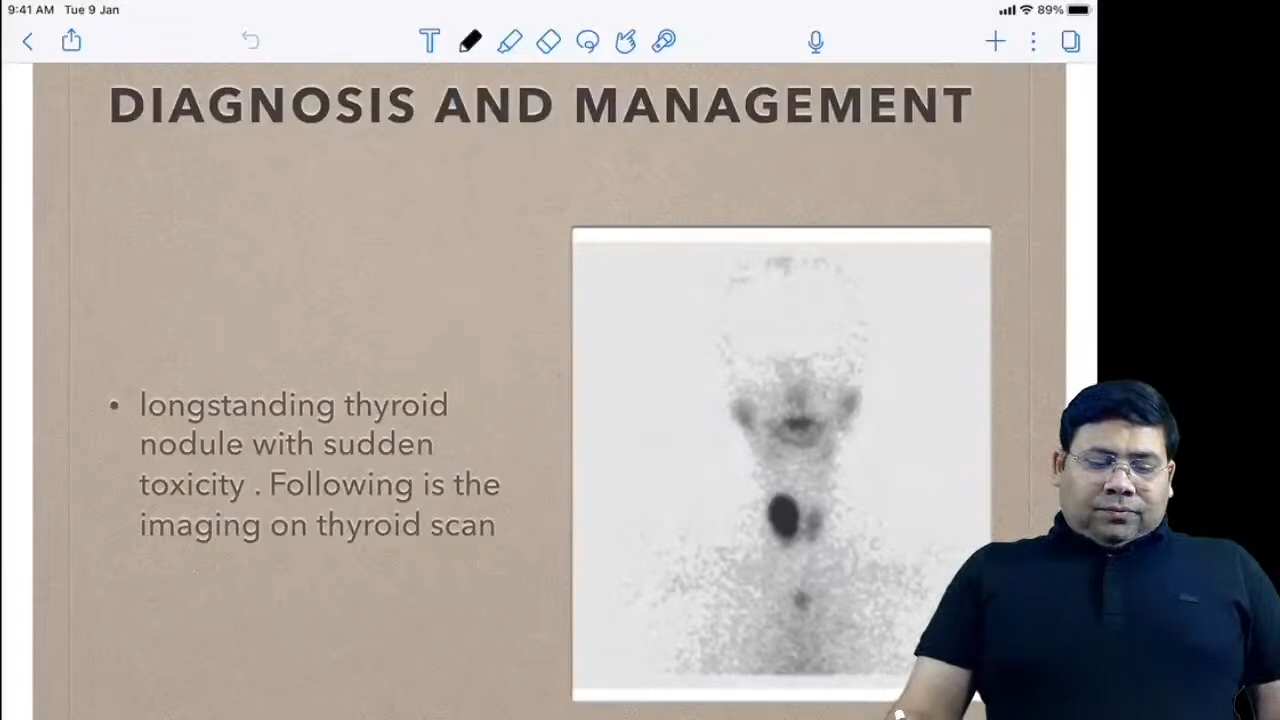 9:41 AM Tue 9 Jan
89%
DIAGNOSIS AND MANAGEMENT
• longstanding thyroid
nodule with sudden
toxicity . Following is the
imaging on thyroid scan